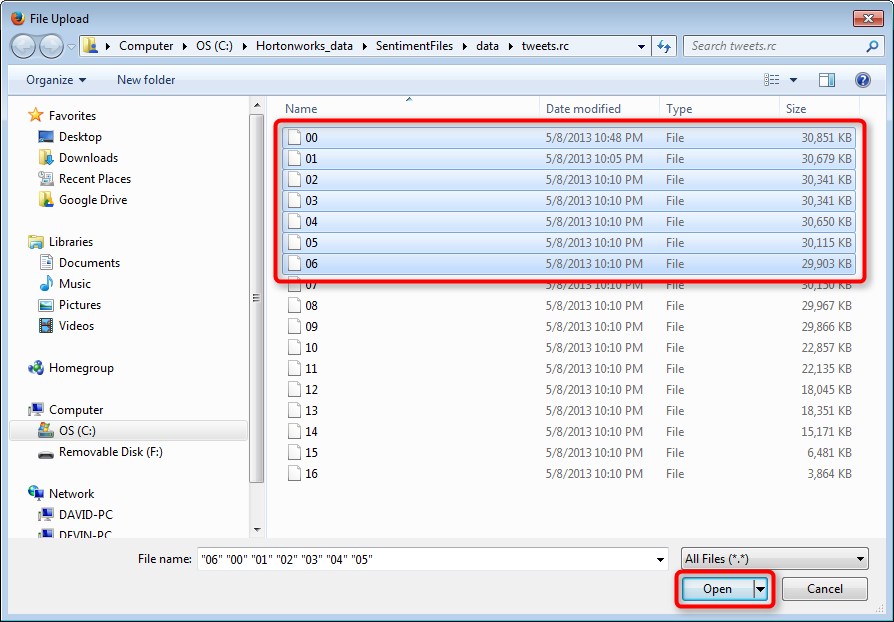 File Upload
Computer OS (C:) Hortonworks_data SentimentFiles data tweets.rc Search tweets.rc
Organize New folder
Name Date modified Type Size
Favorites
Desktop
Downloads
Recent Places
Google Drive
Libraries
Documents
Music
Pictures
Videos
Homegroup
Computer
OS (C:)
Removable Disk (F:)
Network
DAVID-PC
DEVIN-PC
00 5/8/2013 10:48 PM File 30,851 KB
01 5/8/2013 10:05 PM File 30,679 KB
02 5/8/2013 10:10 PM File 30,341 KB
03 5/8/2013 10:10 PM File 30,341 KB
04 5/8/2013 10:10 PM File 30,650 KB
05 5/8/2013 10:10 PM File 30,115 KB
06 5/8/2013 10:10 PM File 29,903 KB
07 5/8/2013 10:10 PM File 30,150 KB
08 5/8/2013 10:10 PM File 29,967 KB
09 5/8/2013 10:10 PM File 29,866 KB
10 5/8/2013 10:10 PM File 22,857 KB
11 5/8/2013 10:10 PM File 22,135 KB
12 5/8/2013 10:10 PM File 18,045 KB
13 5/8/2013 10:10 PM File 18,351 KB
14 5/8/2013 10:10 PM File 15,171 KB
15 5/8/2013 10:10 PM File 6,481 KB
16 5/8/2013 10:10 PM File 3,864 KB
File name: "06" "00" "01" "02" "03" "04" "05" All Files (*.*)
Open Cancel